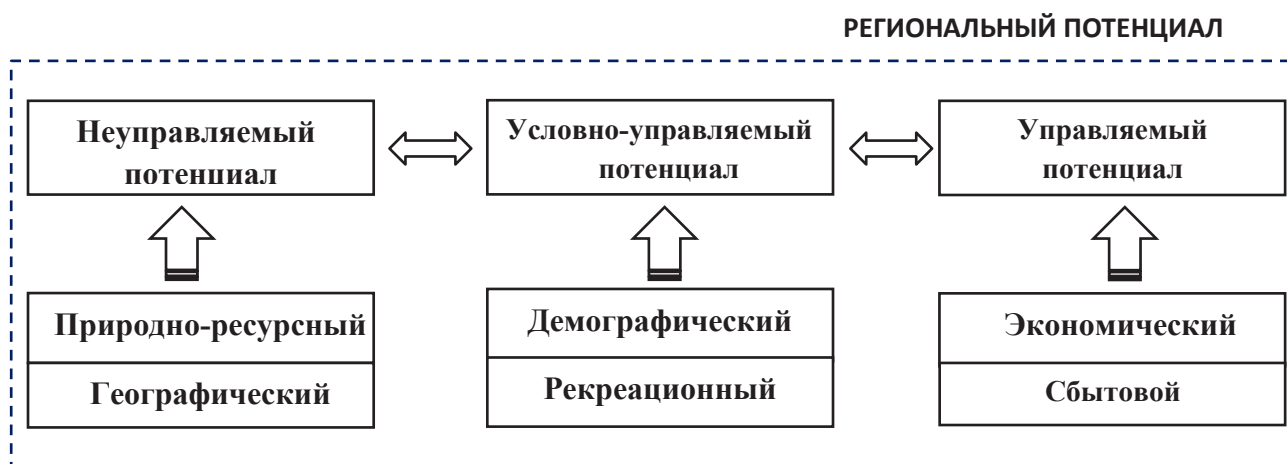 РЕГИОНАЛЬНЫЙ ПОТЕНЦИАЛ
Неуправляемый
потенциал
Условно-управляемый
потенциал
Управляемый
потенциал
Природно-ресурсный
Географический
Демографический
Рекреационный
Экономический
Сбытовой